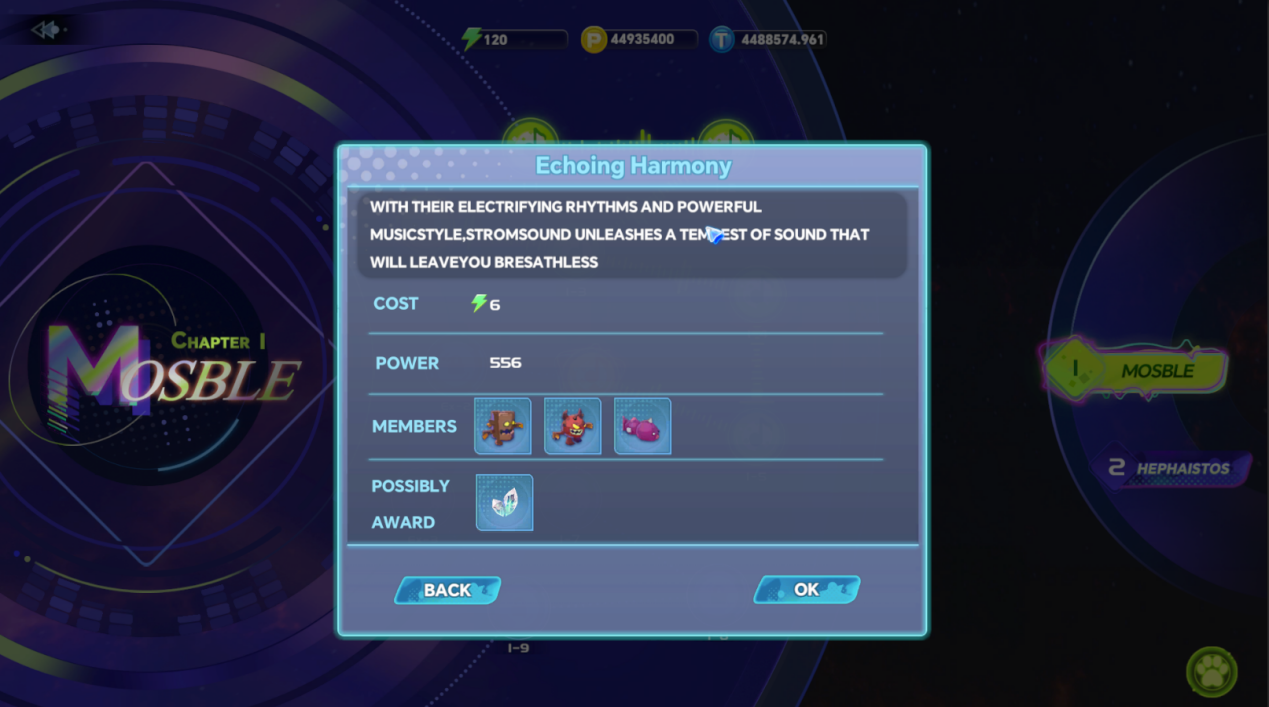 120
P 44935400
T 4488574.961
Echoing Harmony
WITH THEIR ELECTRIFYING RHYTHMS AND POWERFUL
MUSICSTYLE,STROMSOUND UNLEASHES A TEMPEST OF SOUND THAT
WILL LEAVEYOU BRESATHLESS
COST 6
POWER 556
MEMBERS
POSSIBLY
AWARD
BACK
OK
CHAPTER 1
MOSBLE
1 MOSBLE
2 HEPHAISTOS
1-9